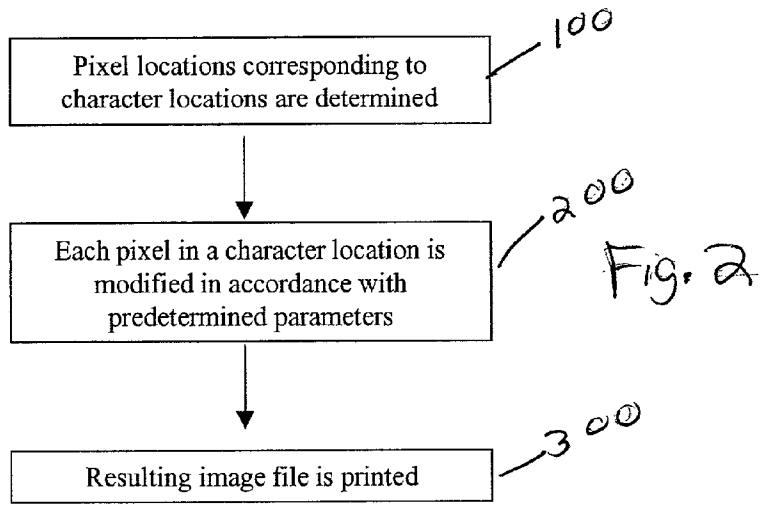 100
Pixel locations corresponding to
character locations are determined
200
Each pixel in a character location is
modified in accordance with
predetermined parameters
Fig. 2
300
Resulting image file is printed